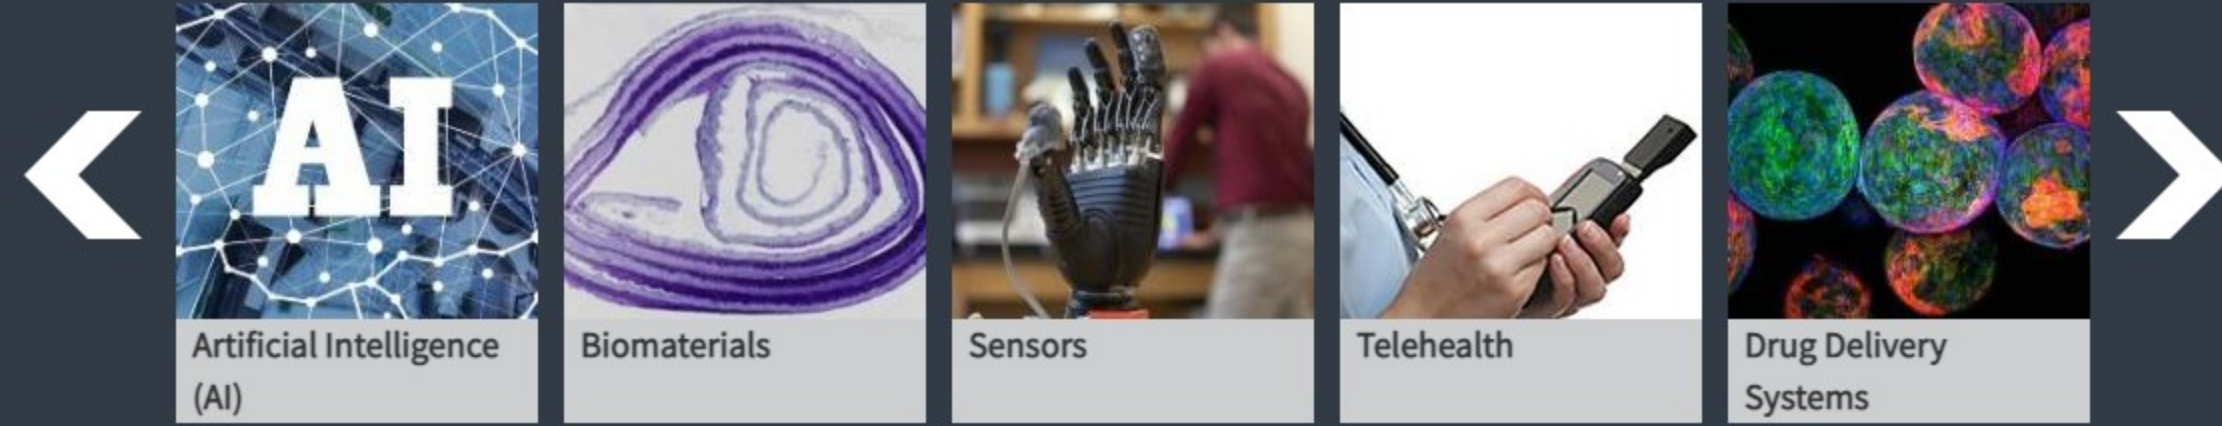 AI
Artificial Intelligence
(AI)
Biomaterials
Sensors
Telehealth
Drug Delivery
Systems